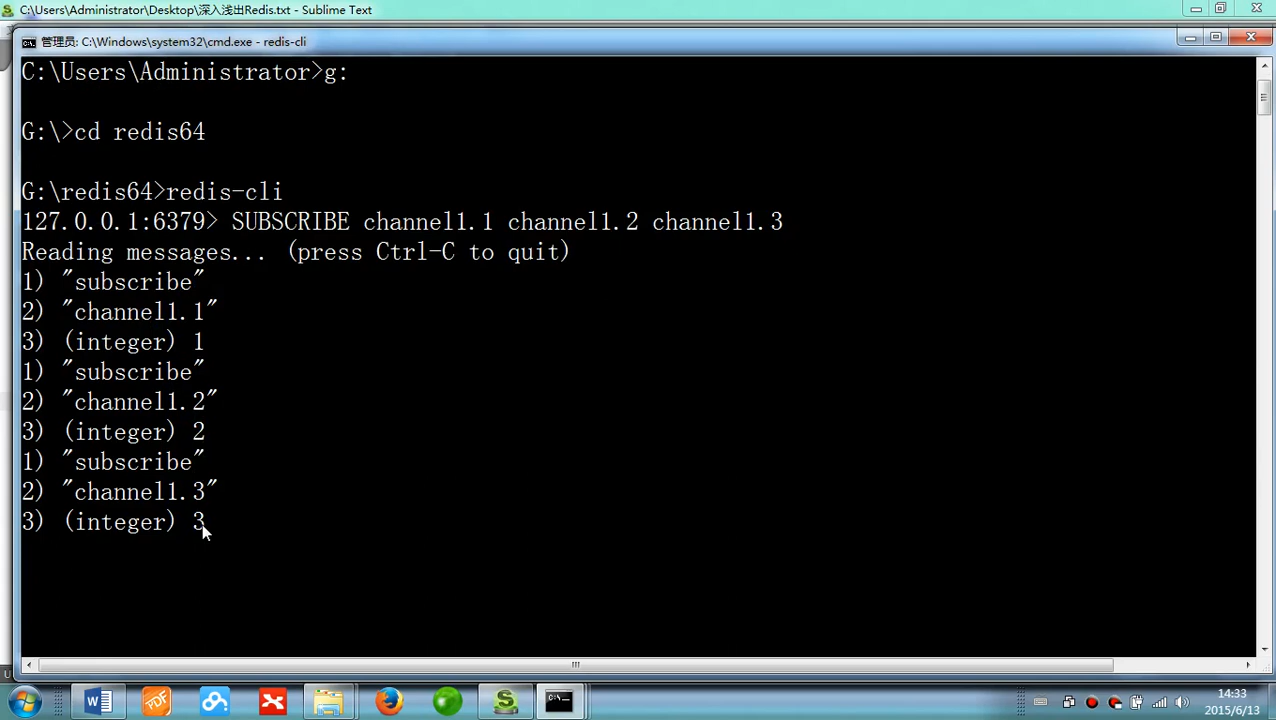 C:\Users\Administrator\Desktop\深入浅出Redis.txt - Sublime Text
管理员: C:\Windows\system32\cmd.exe - redis-cli
C:\Users\Administrator>g:
G:\>cd redis64
G:\redis64>redis-cli
127.0.0.1:6379> SUBSCRIBE channel1.1 channel1.2 channel1.3
Reading messages... (press Ctrl-C to quit)
1) "subscribe"
2) "channel1.1"
3) (integer) 1
1) "subscribe"
2) "channel1.2"
3) (integer) 2
1) "subscribe"
2) "channel1.3"
3) (integer) 3
14:33
2015/6/13